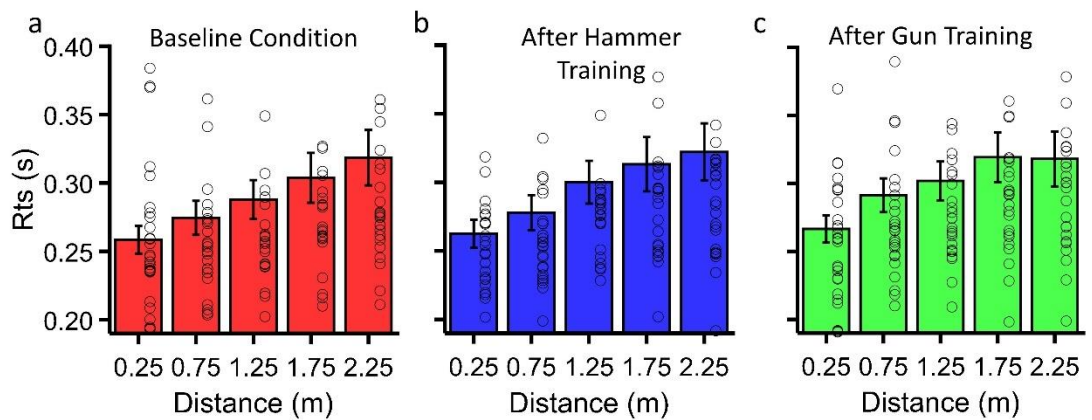 a
Baseline Condition
b
After Hammer
Training
c
After Gun Training
Rts (s)
0.40
0.35
0.30
0.25
0.20
0.25 0.75 1.25 1.75 2.25
Distance (m)
0.25 0.75 1.25 1.75 2.25
Distance (m)
0.25 0.75 1.25 1.75 2.25
Distance (m)